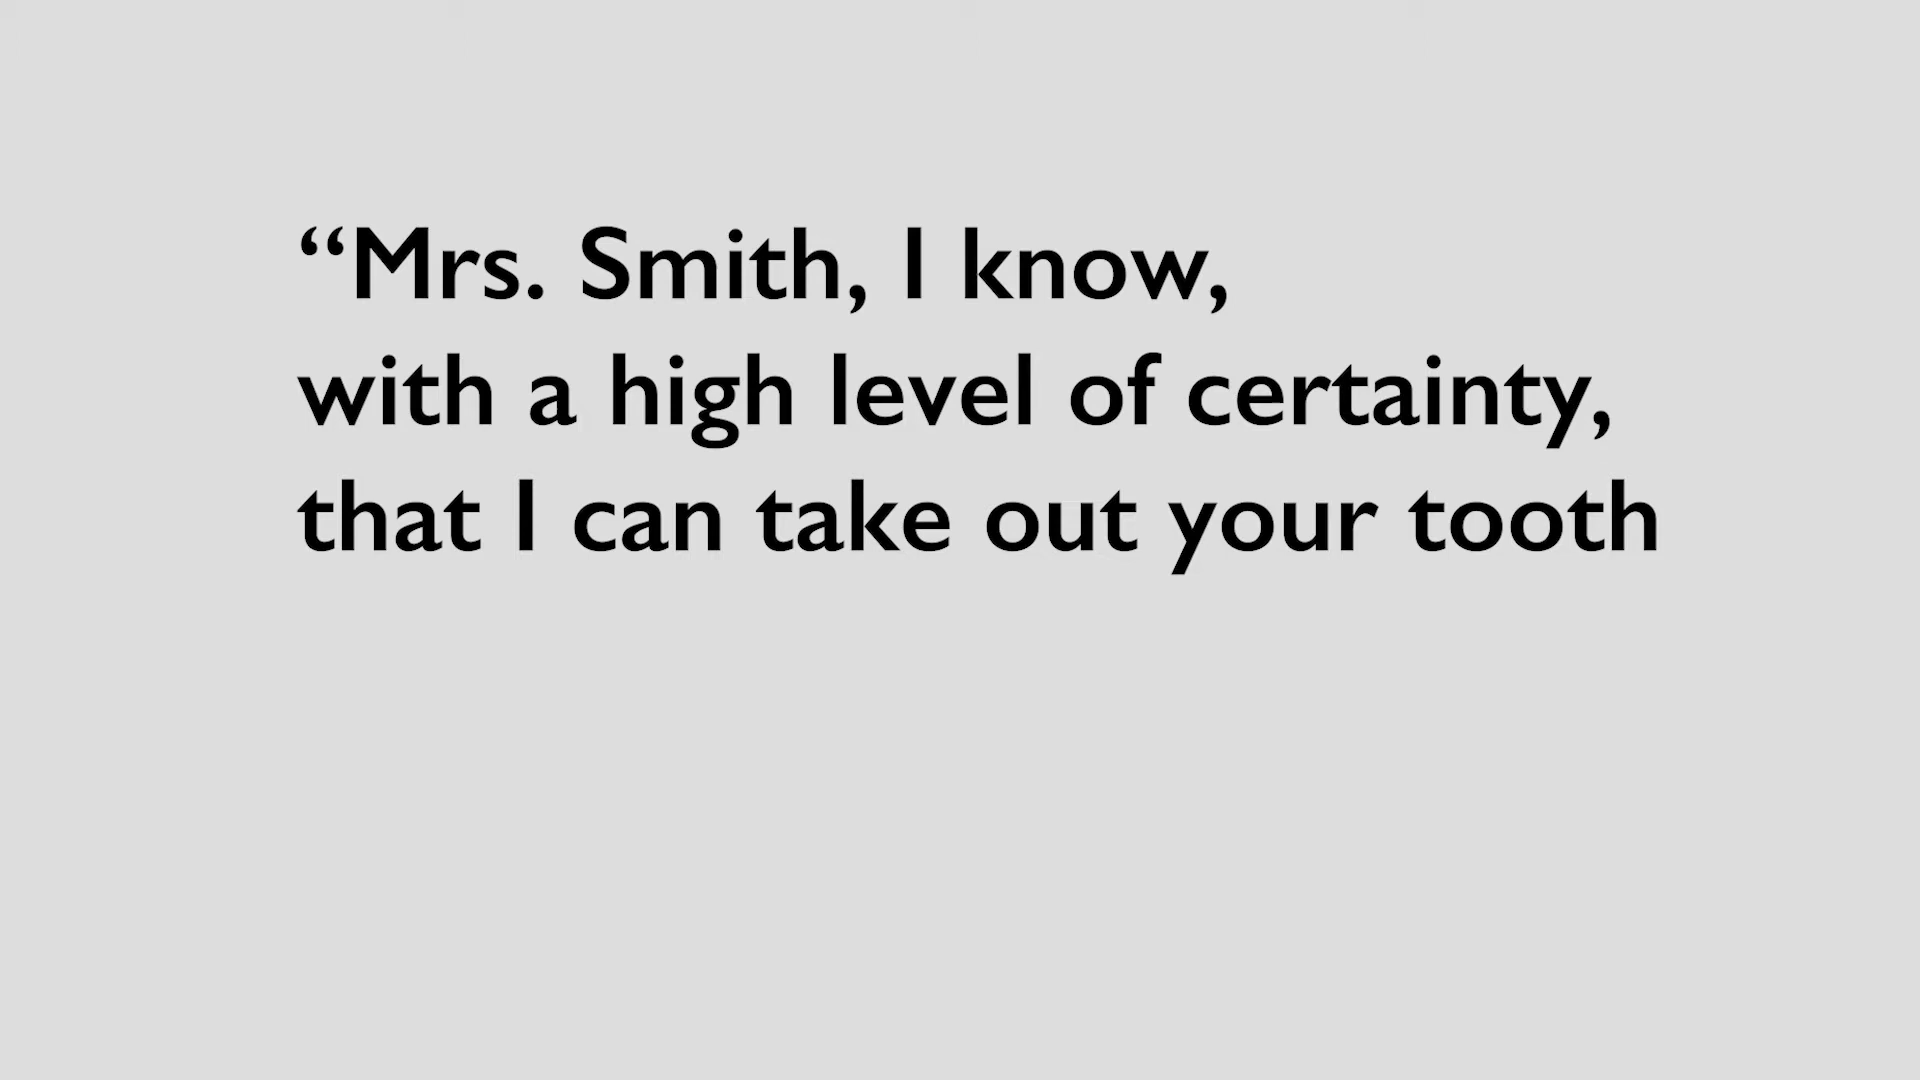 “Mrs. Smith, I know,
with a high level of certainty,
that I can take out your tooth